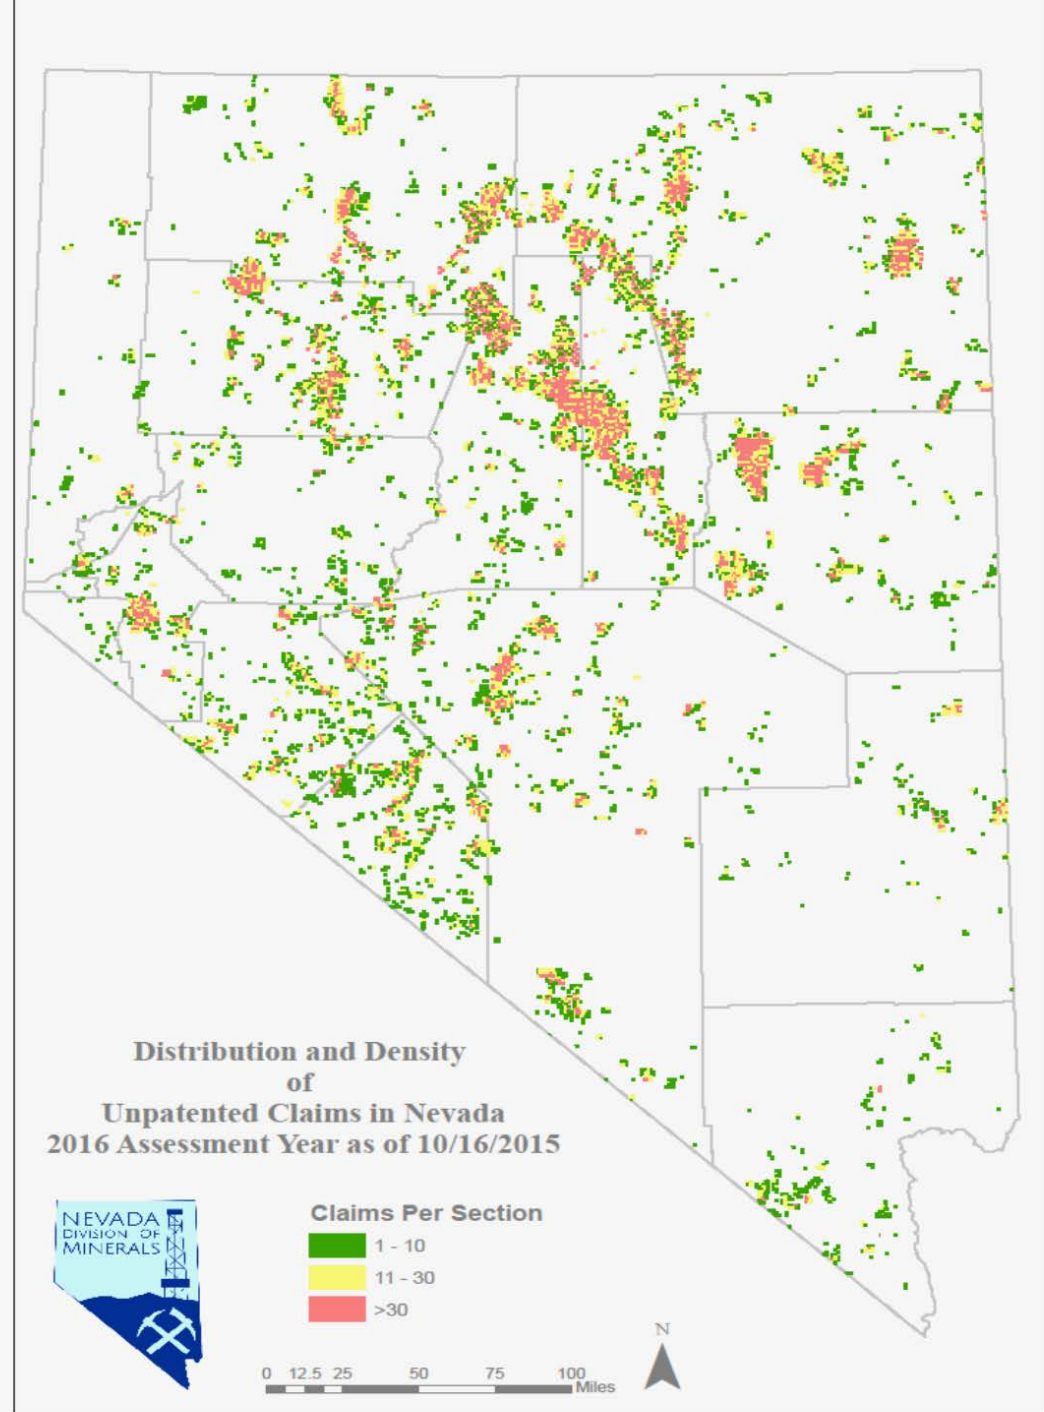 Distribution and Density
of
Unpatented Claims in Nevada
2016 Assessment Year as of 10/16/2015
NEVADA
DIVISION OF
MINERALS
Claims Per Section
1 - 10
11 - 30
>30
N
0 12.5 25 50 75 100
Miles